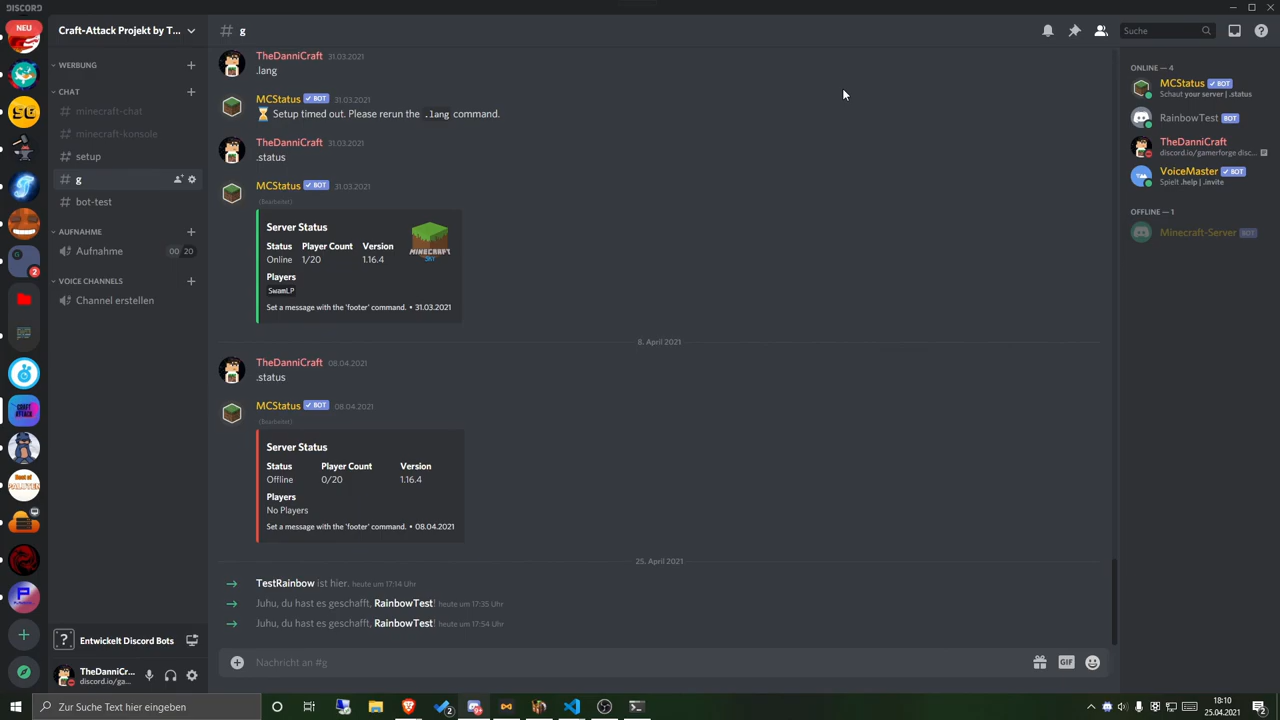 DISCORD
NEU
Craft-Attack Projekt by T...
WERBUNG
CHAT
minecraft-chat
minecraft-konsole
setup
g
bot-test
AUFNAHME
Aufnahme
00 20
VOICE CHANNELS
Channel erstellen
2
CRAFT
ATTACK
Entwickelt Discord Bots
TheDanniCr...
discord.io/ga...
# g
Suche
TheDanniCraft 31.03.2021
.lang
MCStatus BOT 31.03.2021
Setup timed out. Please rerun the .lang command.
TheDanniCraft 31.03.2021
.status
MCStatus BOT 31.03.2021
(Bearbeitet)
Server Status
Status Player Count Version
Online 1/20 1.16.4
MINECRAFT
Players
SwamLP
Set a message with the 'footer' command. • 31.03.2021
8. April 2021
TheDanniCraft 08.04.2021
.status
MCStatus BOT 08.04.2021
(Bearbeitet)
Server Status
Status Player Count Version
Offline 0/20 1.16.4
Players
No Players
Set a message with the 'footer' command. • 08.04.2021
25. April 2021
TestRainbow ist hier. heute um 17:14 Uhr
Juhu, du hast es geschafft, RainbowTest! heute um 17:35 Uhr
Juhu, du hast es geschafft, RainbowTest! heute um 17:54 Uhr
Nachricht an #g
GIF
ONLINE — 4
MCStatus BOT
Schaut your server | .status
RainbowTest BOT
TheDanniCraft
discord.io/gamerforge disc...
VoiceMaster BOT
Spielt .help | .invite
OFFLINE — 1
Minecraft-Server BOT
Zur Suche Text hier eingeben
2
18:10
25.04.2021
2